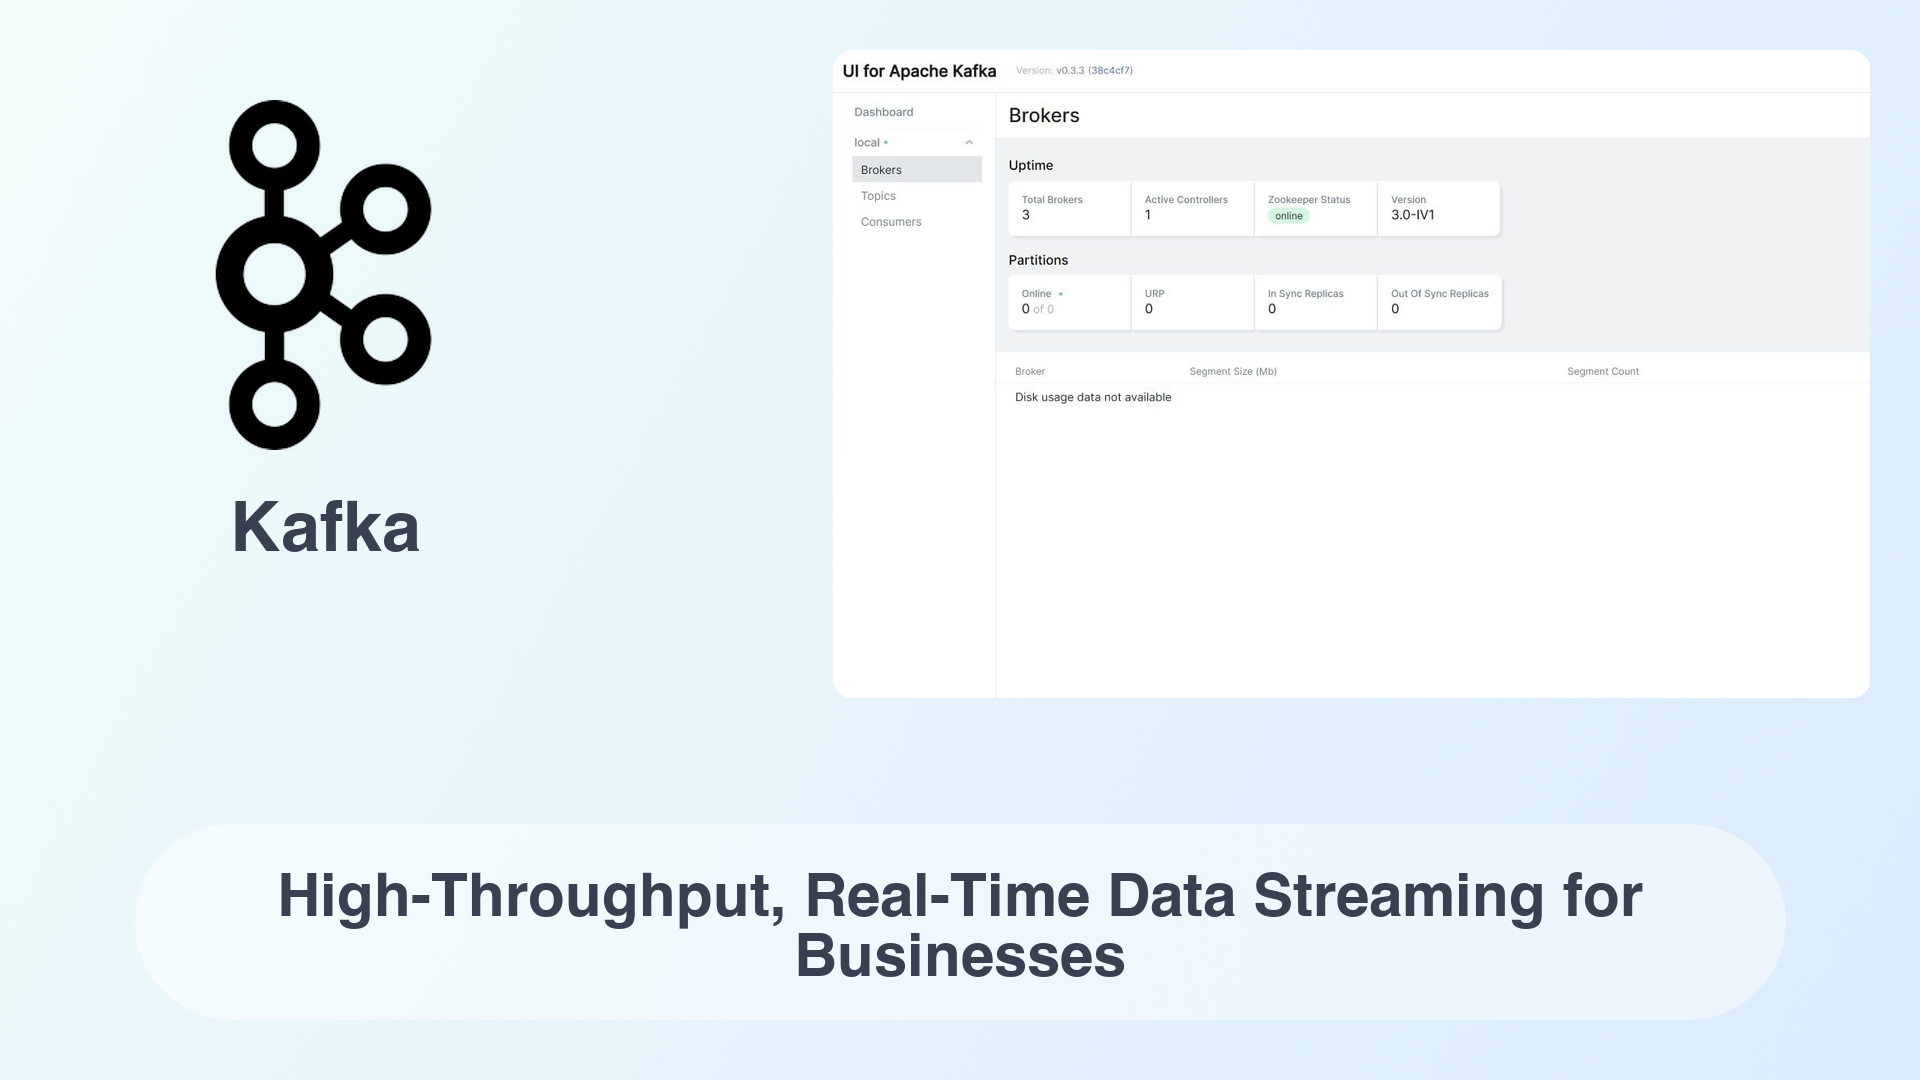 UI for Apache Kafka Version: v0.3.3 (38c4cf7)
Dashboard
local
Brokers
Topics
Consumers
Brokers
Uptime
Total Brokers Active Controllers Zookeeper Status Version
3 1 online 3.0-IV1
Partitions
Online URP In Sync Replicas Out Of Sync Replicas
0 of 0 0 0 0
Broker Segment Size (Mb) Segment Count
Disk usage data not available
Kafka
High-Throughput, Real-Time Data Streaming for
Businesses